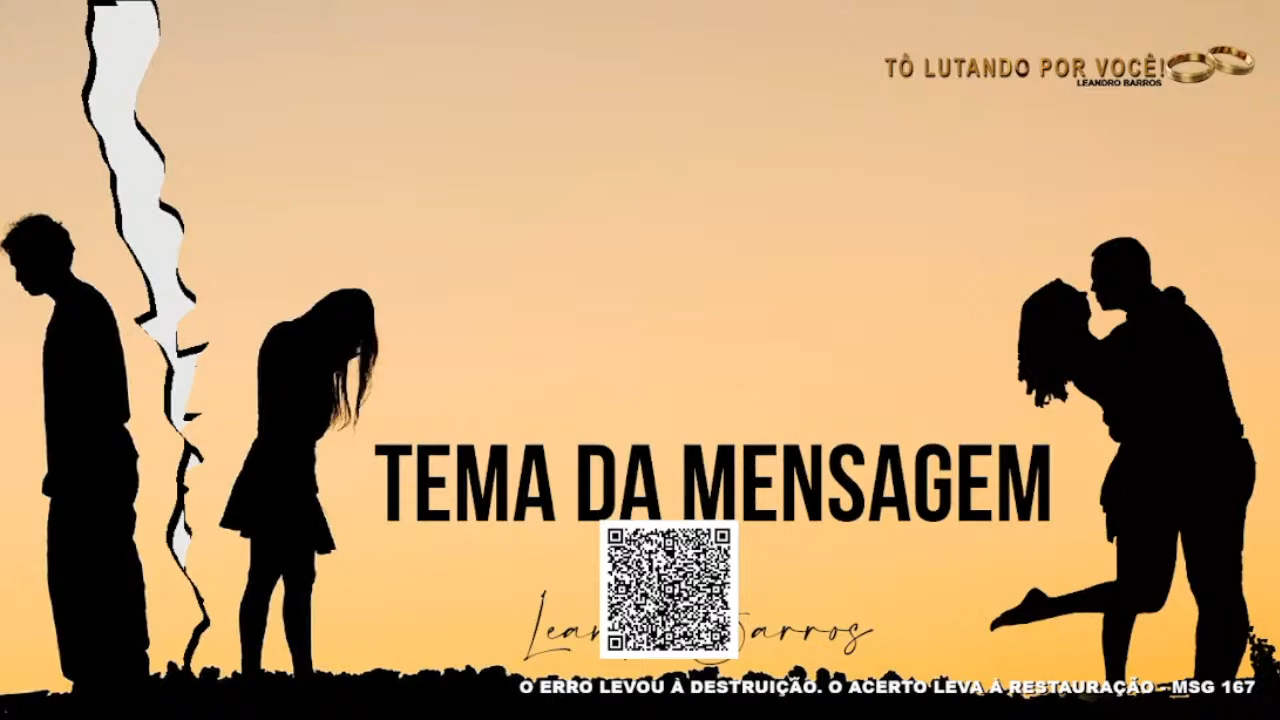 TÔ LUTANDO POR VOCÊ!
LEANDRO BARROS
TEMA DA MENSAGEM
O ERRO LEVOU À DESTRUIÇÃO. O ACERTO LEVA À RESTAURAÇÃO - MSG 167